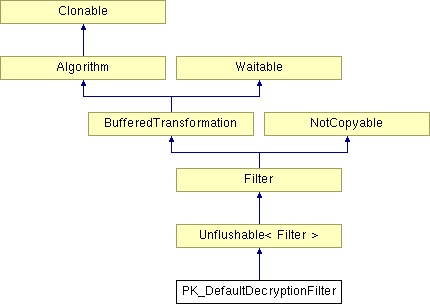 Clonable
Algorithm
Waitable
BufferedTransformation
NotCopyable
Filter
Unflushable< Filter >
PK_DefaultDecryptionFilter